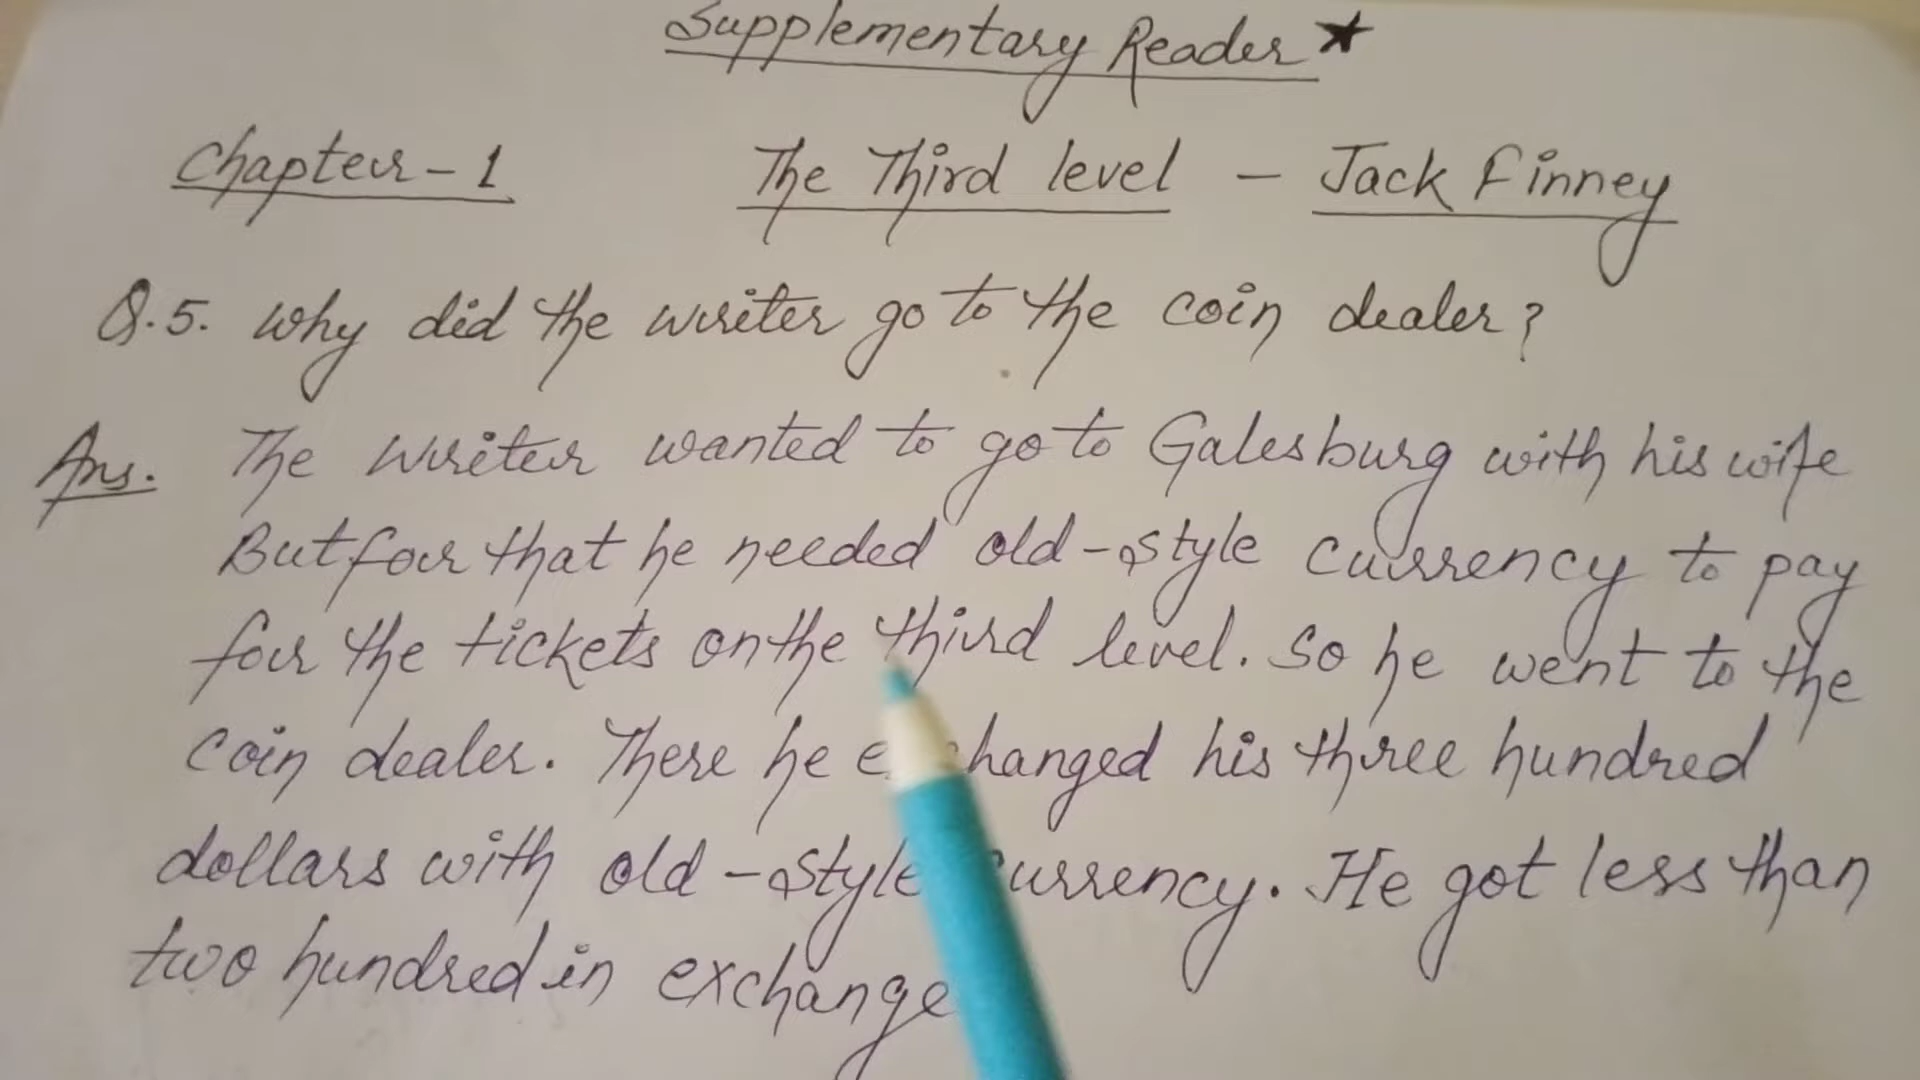 Supplementary Reader ★
Chapter - 1 The Third level - Jack Finney
Q.5. Why did the writer go to the coin dealer?
Ans. The writer wanted to go to Galesburg with his wife
But for that he needed old-style currency to pay
for the tickets on the third level. So he went to the
coin dealer. There he exchanged his three hundred
dollars with old-style currency. He got less than
two hundred in exchange